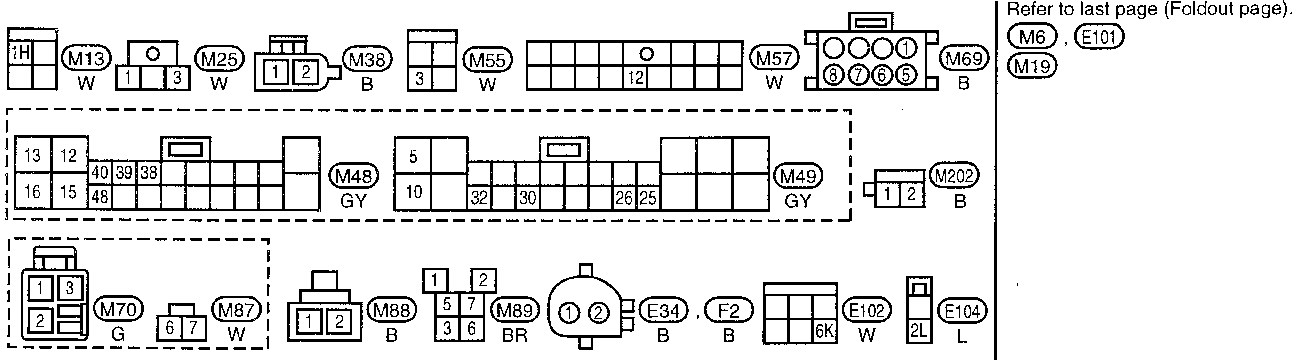 Refer to last page (Foldout page).
M6 , E101
M19
1H M13 W
1 3 M25 W
1 2 M38 B
3 M55 W
12 M57 W
1 8 7 6 5 M69 B
13 12 40 39 38 16 15 48 M48 GY
5 10 32 30 26 25 M49 GY
1 2 M202 B
1 3 2 M70 G
6 7 M87 W
1 2 M88 B
1 2 5 7 3 6 M89 BR
1 2 E34 B , F2 B
6K E102 W
2L E104 L